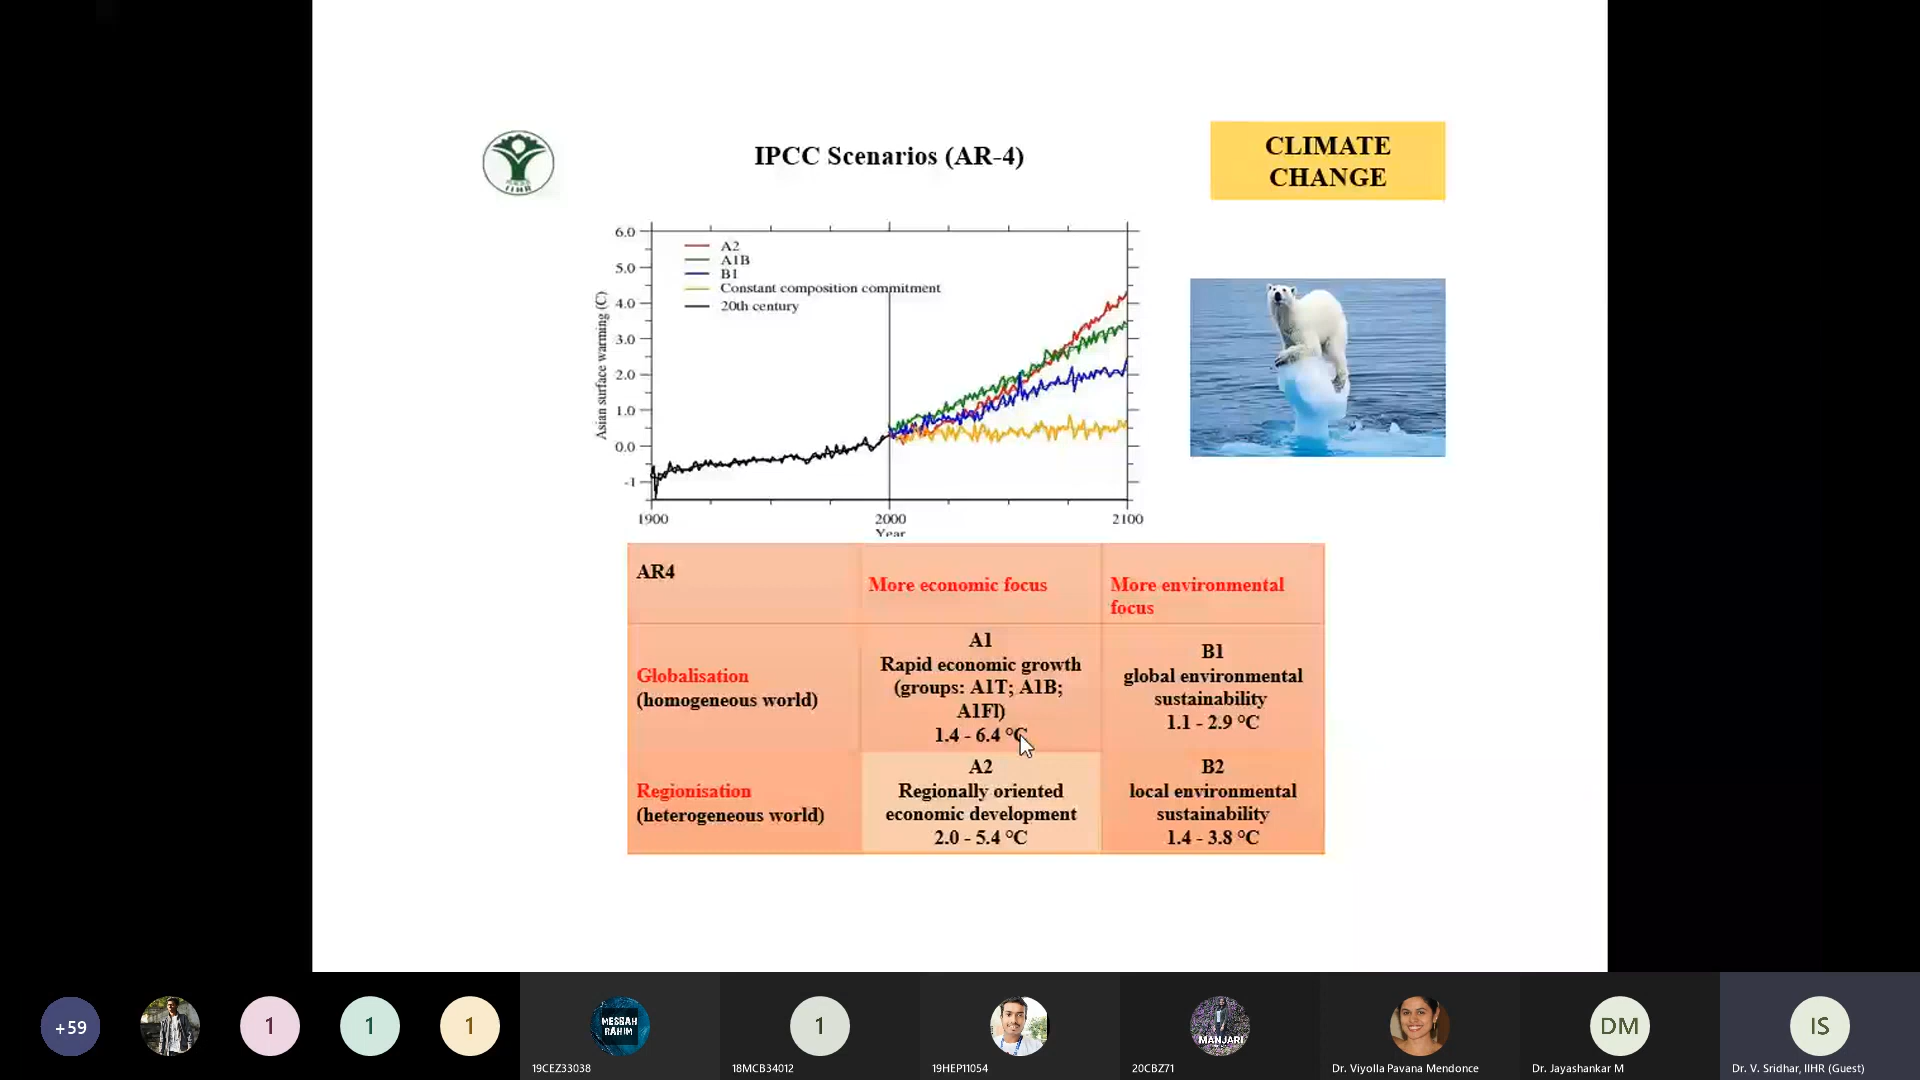 IPCC Scenarios (AR-4)
CLIMATE
CHANGE
IIHR
6.0
5.0
4.0
3.0
2.0
1.0
0.0
-1
Asian surface warming (C)
A2
A1B
B1
Constant composition commitment
20th century
1900
2000
2100
Year
AR4
More economic focus
More environmental
focus
Globalisation
(homogeneous world)
A1
Rapid economic growth
(groups: A1T; A1B;
A1FI)
1.4 - 6.4 °C
B1
global environmental
sustainability
1.1 - 2.9 °C
Regionisation
(heterogeneous world)
A2
Regionally oriented
economic development
2.0 - 5.4 °C
B2
local environmental
sustainability
1.4 - 3.8 °C
+59
1
1
1
MESBAH
RAHIM
19CEZ33038
1
18MCB34012
19HEP11054
MANJARI
20CBZ71
Dr. Viyolla Pavana Mendonce
DM
Dr. Jayashankar M
IS
Dr. V. Sridhar, IIHR (Guest)